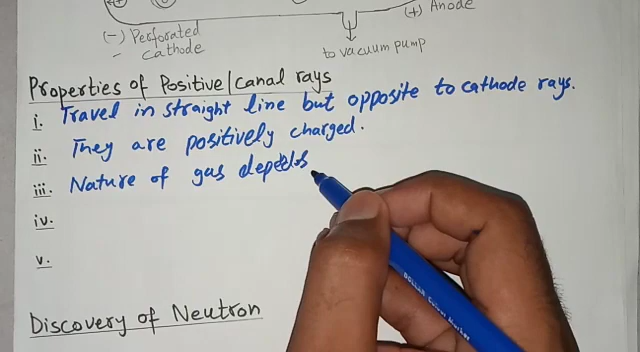 (+) Anode
(-) Perforated
- cathode
to vacuum pump
Properties of Positive/canal rays
i. Travel in straight line but opposite to cathode rays.
ii. They are positively charged.
iii. Nature of gas
iv.
v.
Discovery of Neutron